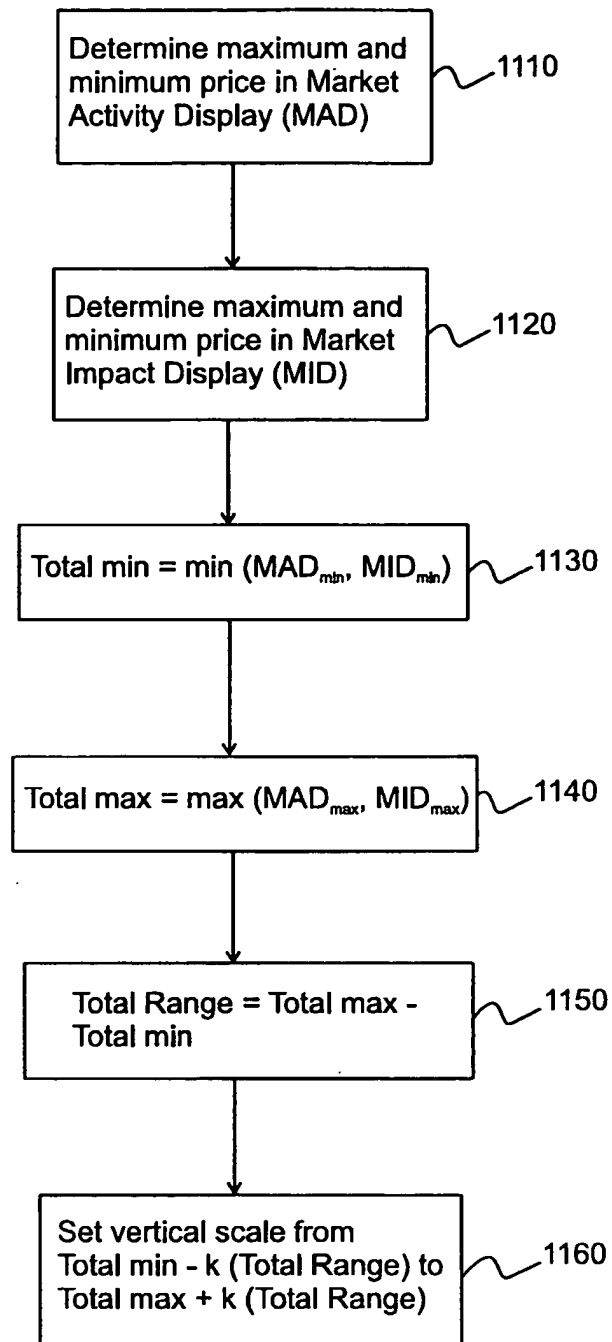 Determine maximum and
minimum price in Market
Activity Display (MAD)
1110
Determine maximum and
minimum price in Market
Impact Display (MID)
1120
Total min = min (MADmin, MIDmin)
1130
Total max = max (MADmax, MIDmax)
1140
Total Range = Total max -
Total min
1150
Set vertical scale from
Total min - k (Total Range) to
Total max + k (Total Range)
1160